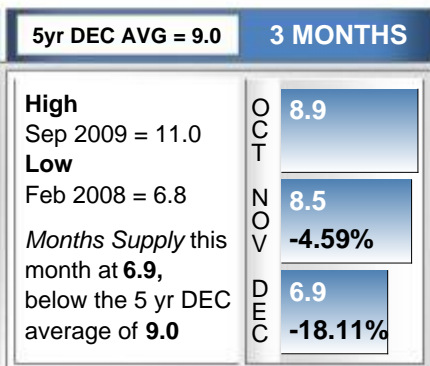 5yr DEC AVG = 9.0
3 MONTHS
High
Sep 2009 = 11.0
Low
Feb 2008 = 6.8
Months Supply this
month at 6.9,
below the 5 yr DEC
average of 9.0
OCT
8.9
NOV
8.5
-4.59%
DEC
6.9
-18.11%